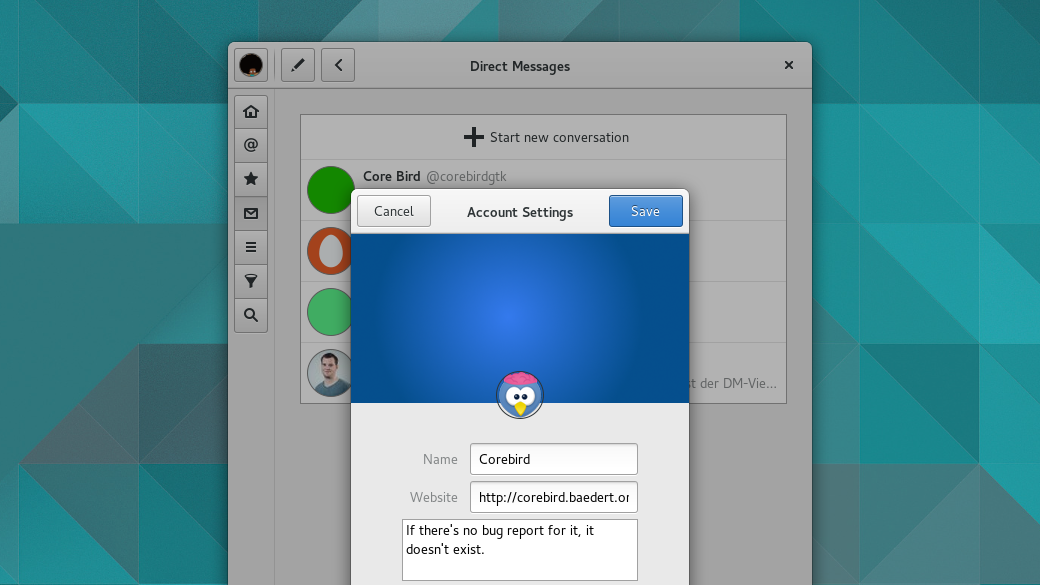 Direct Messages
Start new conversation
Core Bird @corebirdgtk
Cancel
Account Settings
Save
der DM-Vie...
Name
Corebird
Website
http://corebird.baedert.or
If there's no bug report for it, it
doesn't exist.